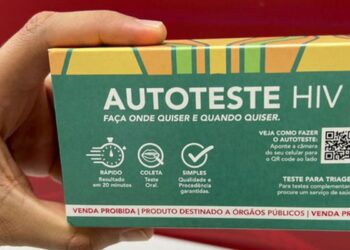 AUTOTESTE HIV
FAÇA ONDE QUISER E QUANDO QUISER.
VEJA COMO FAZER
O AUTOTESTE:
Aponte a câmera
do seu celular para o
QR code ao lado
RÁPIDO
Resultado
em 20 minutos
COLETA
Teste
Oral.
SIMPLES
Qualidade e
Procedência
garantidas.
TESTE PARA TRIAGE
Para testes complementar
procure um serviço de saúd
VENDA PROIBIDA | PRODUTO DESTINADO A ÓRGÃOS PÚBLICOS | VENDA PROIB